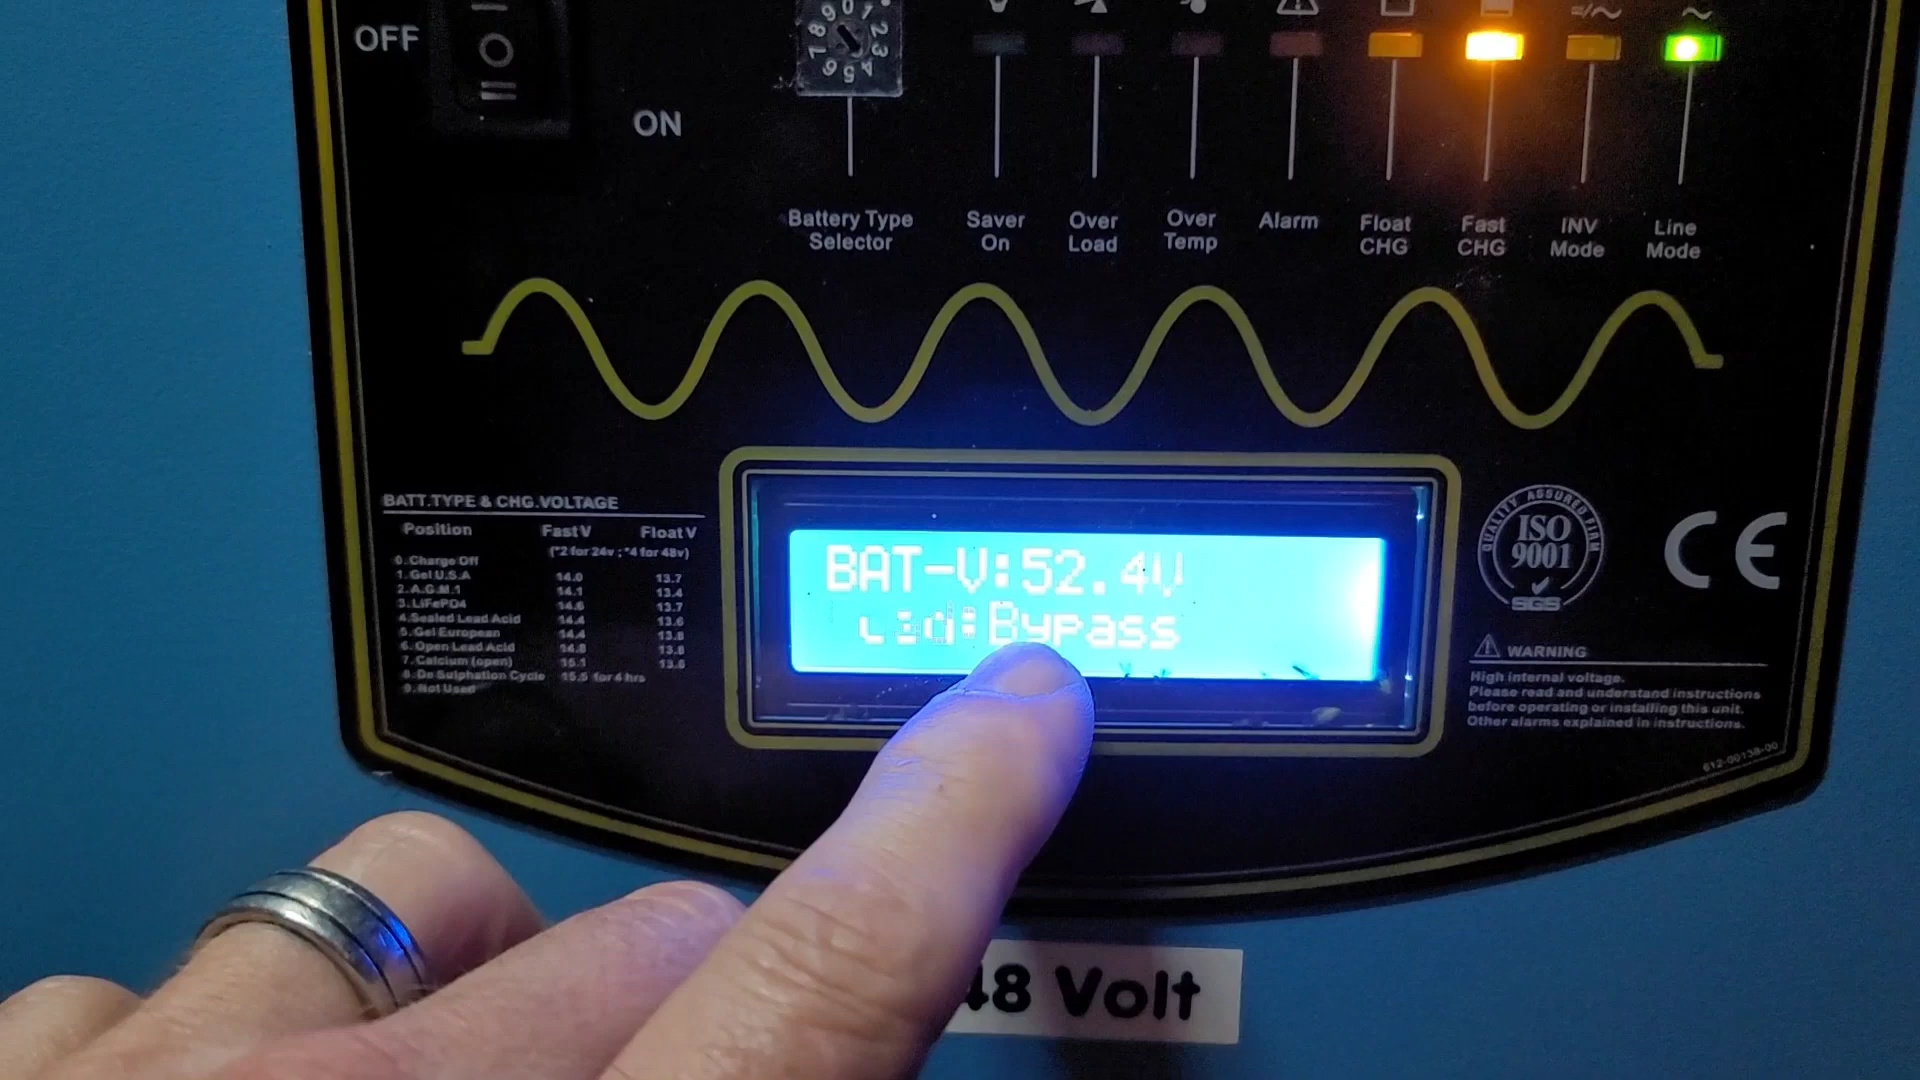 OFF
ON
Battery Type
Selector
Saver
On
Over
Load
Over
Temp
Alarm
Float
CHG
Fast
CHG
INV
Mode
Line
Mode
BATT.TYPE & CHG.VOLTAGE
Position Fast V Float V
(*2 for 24v ; *4 for 48v)
0.Charge Off
1.Gel U.S.A 14.0 13.7
2.A.G.M.1 14.1 13.4
3.LiFePO4 14.6 13.7
4.Sealed Lead Acid 14.4 13.6
5.Gel European 14.4 13.8
6.Open Lead Acid 14.8 13.8
7.Calcium (open) 15.1 13.6
8.De Sulphation Cycle 15.5 for 4 hrs
9.Not Used
BAT-V:52.4V
Bypass
QUALITY ASSURED FIRM
ISO
9001
SGS
CE
WARNING
High internal voltage.
Please read and understand instructions
before operating or installing this unit.
Other alarms explained in instructions.
612-00138-00
48 Volt